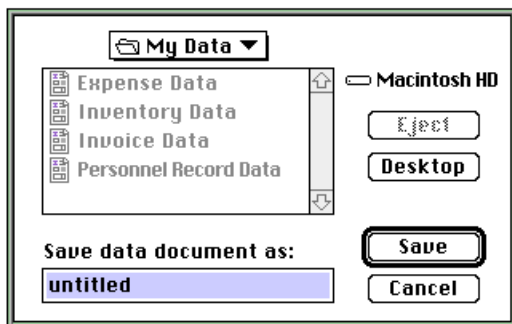 My Data
Expense Data
Inventory Data
Invoice Data
Personnel Record Data
Macintosh HD
Eject
Desktop
Save data document as:
untitled
Save
Cancel